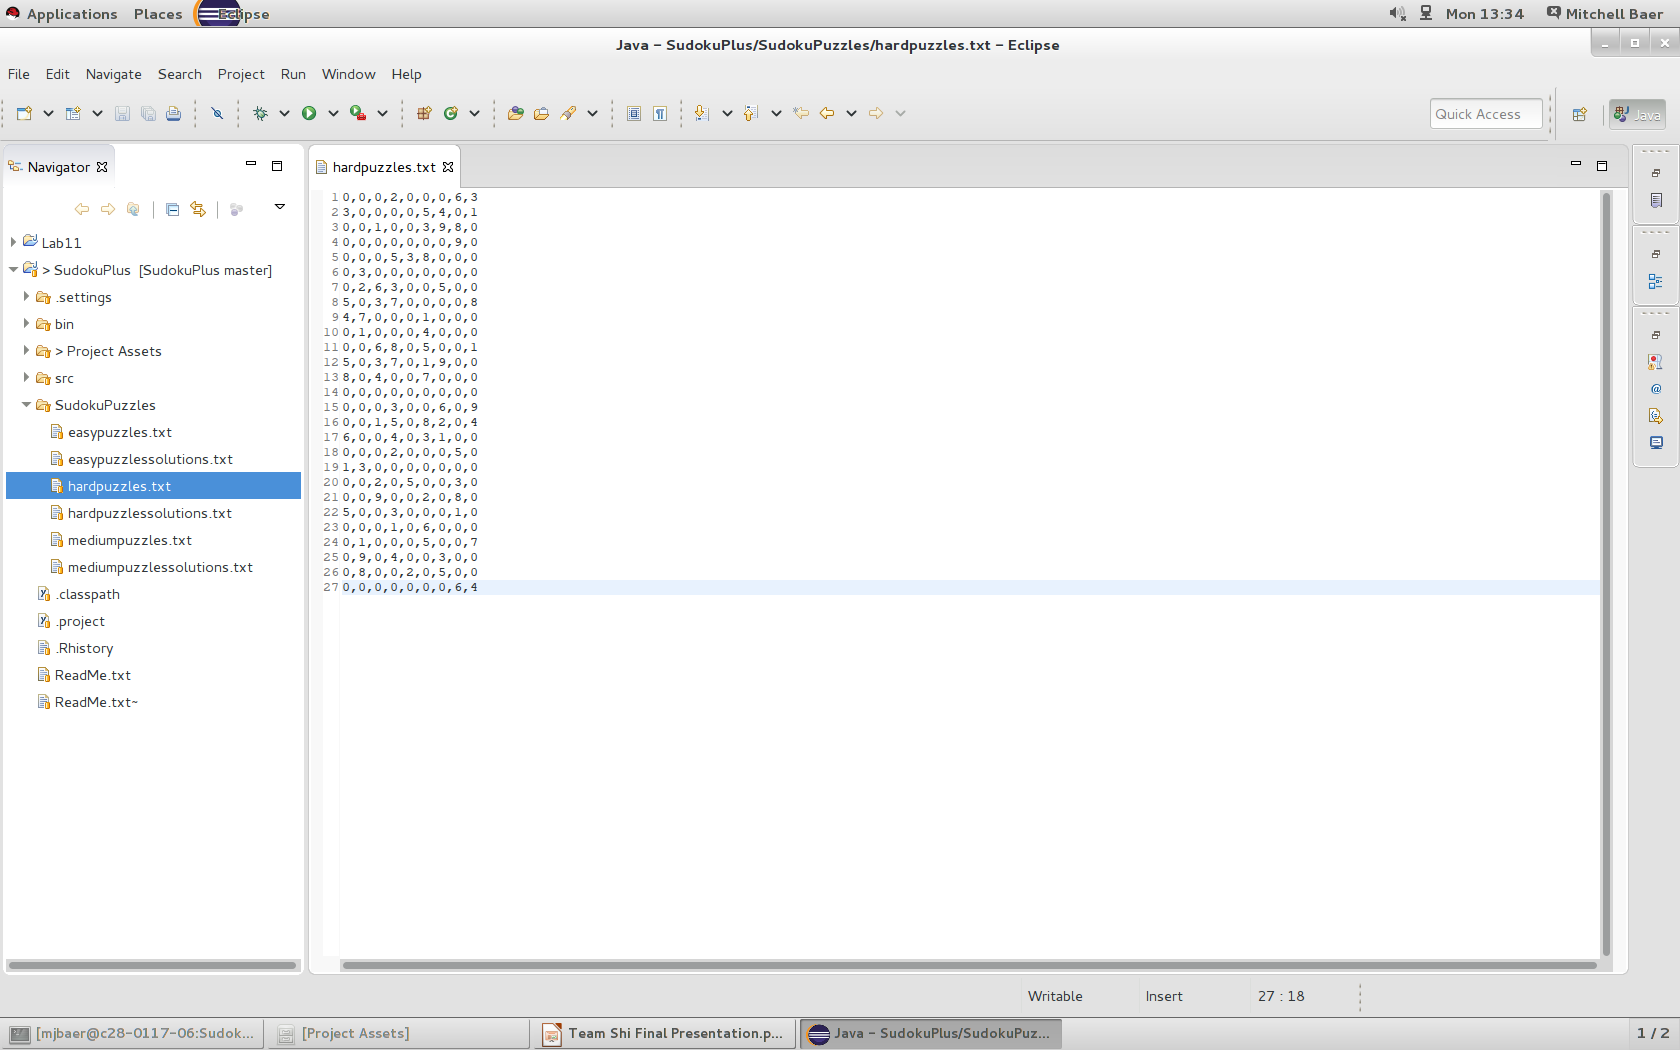 Applications Places Eclipse Mon 13:34 Mitchell Baer
Java – SudokuPlus/SudokuPuzzles/hardpuzzles.txt – Eclipse
File Edit Navigate Search Project Run Window Help
Quick Access Java
Navigator
hardpuzzles.txt
Lab11
> SudokuPlus [SudokuPlus master]
.settings
bin
> Project Assets
src
SudokuPuzzles
easypuzzles.txt
easypuzzlessolutions.txt
hardpuzzles.txt
hardpuzzlessolutions.txt
mediumpuzzles.txt
mediumpuzzlessolutions.txt
.classpath
.project
.Rhistory
ReadMe.txt
ReadMe.txt~
1 0,0,0,2,0,0,0,6,3
2 3,0,0,0,0,5,4,0,1
3 0,0,1,0,0,3,9,8,0
4 0,0,0,0,0,0,0,9,0
5 0,0,0,5,3,8,0,0,0
6 0,3,0,0,0,0,0,0,0
7 0,2,6,3,0,0,5,0,0
8 5,0,3,7,0,0,0,0,8
9 4,7,0,0,0,1,0,0,0
10 0,1,0,0,0,4,0,0,0
11 0,0,6,8,0,5,0,0,1
12 5,0,3,7,0,1,9,0,0
13 8,0,4,0,0,7,0,0,0
14 0,0,0,0,0,0,0,0,0
15 0,0,0,3,0,0,6,0,9
16 0,0,1,5,0,8,2,0,4
17 6,0,0,4,0,3,1,0,0
18 0,0,0,2,0,0,0,5,0
19 1,3,0,0,0,0,0,0,0
20 0,0,2,0,5,0,0,3,0
21 0,0,9,0,0,2,0,8,0
22 5,0,0,3,0,0,0,1,0
23 0,0,0,1,0,6,0,0,0
24 0,1,0,0,0,5,0,0,7
25 0,9,0,4,0,0,3,0,0
26 0,8,0,0,2,0,5,0,0
27 0,0,0,0,0,0,0,6,4
Writable Insert 27 : 18
[mjbaer@c28-0117-06:Sudok... [Project Assets] Team Shi Final Presentation.p... Java – SudokuPlus/SudokuPuz... 1 / 2